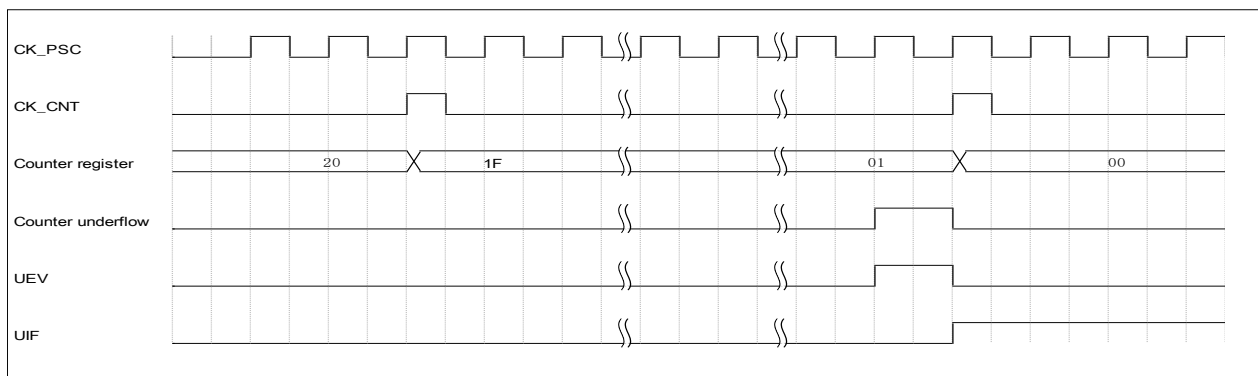 CK_PSC
CK_CNT
Counter register 20 1F 01 00
Counter underflow
UEV
UIF